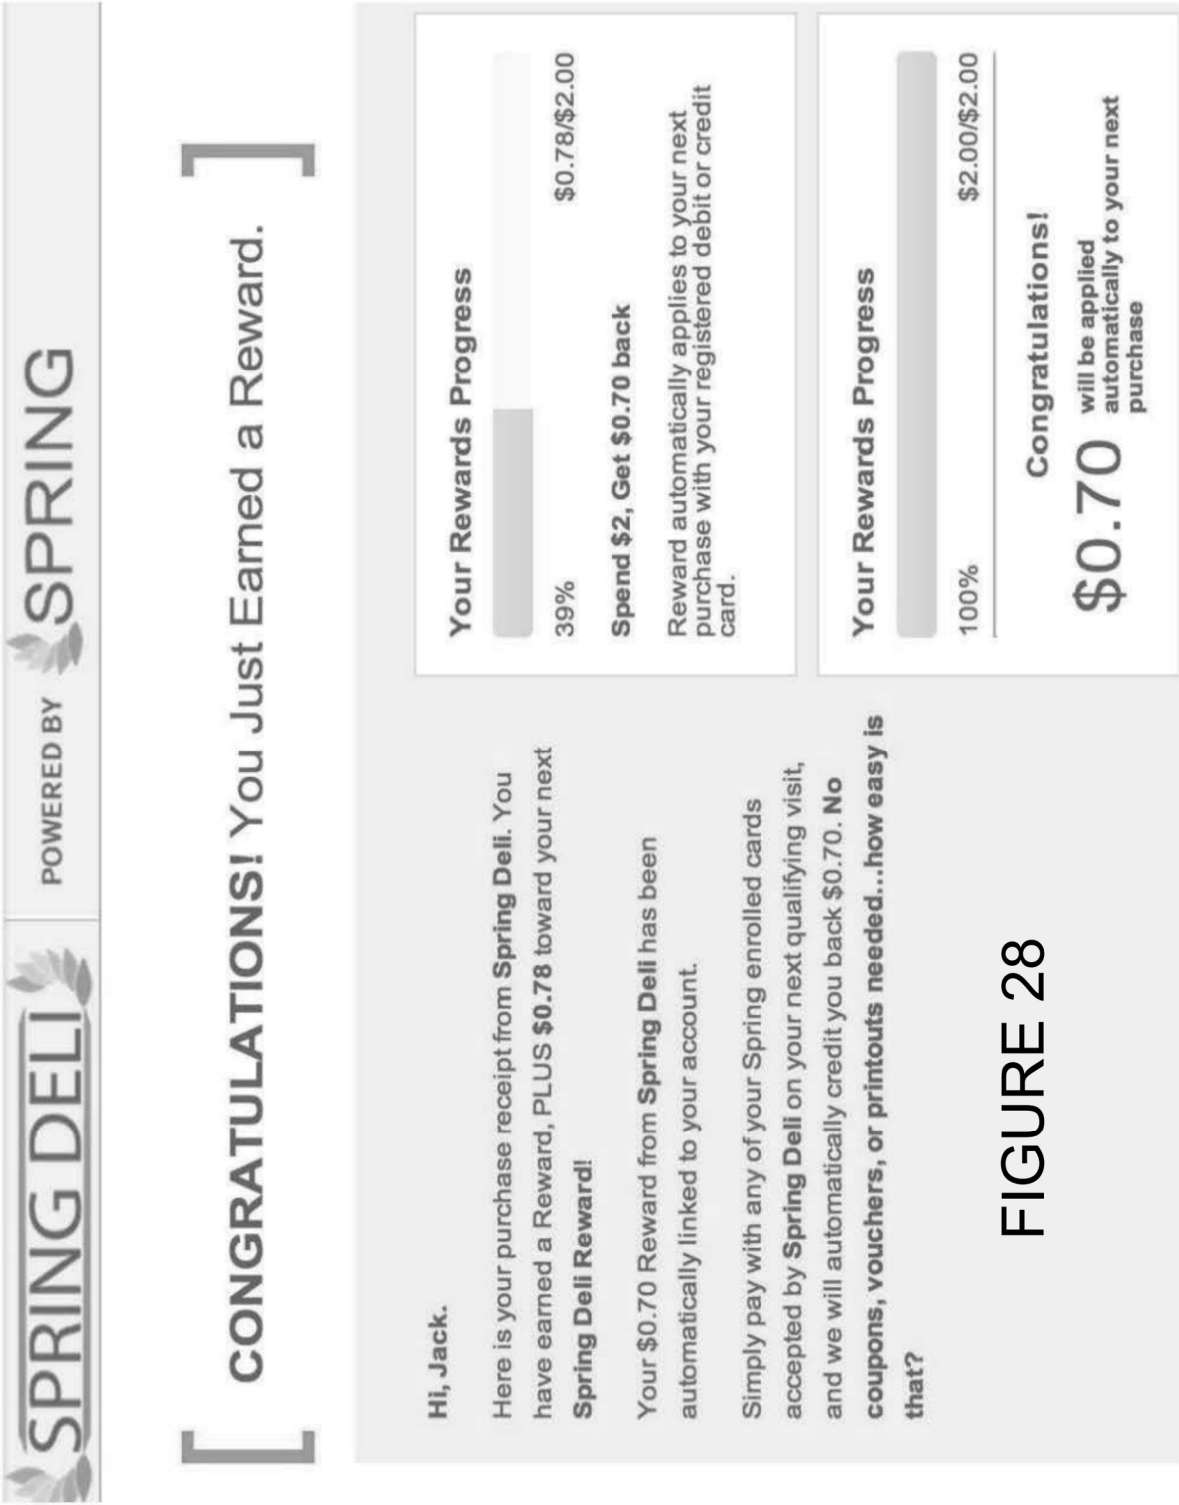 SPRING DELI
POWERED BY SPRING
[ CONGRATULATIONS! You Just Earned a Reward. ]
Hi, Jack.
Here is your purchase receipt from Spring Deli. You
have earned a Reward, PLUS $0.78 toward your next
Spring Deli Reward!
Your $0.70 Reward from Spring Deli has been
automatically linked to your account.
Simply pay with any of your Spring enrolled cards
accepted by Spring Deli on your next qualifying visit,
and we will automatically credit you back $0.70. No
coupons, vouchers, or printouts needed...how easy is
that?
Your Rewards Progress
39% $0.78/$2.00
Spend $2, Get $0.70 back
Reward automatically applies to your next
purchase with your registered debit or credit
card.
Your Rewards Progress
100% $2.00/$2.00
Congratulations!
$0.70 will be applied
automatically to your next
purchase
FIGURE 28